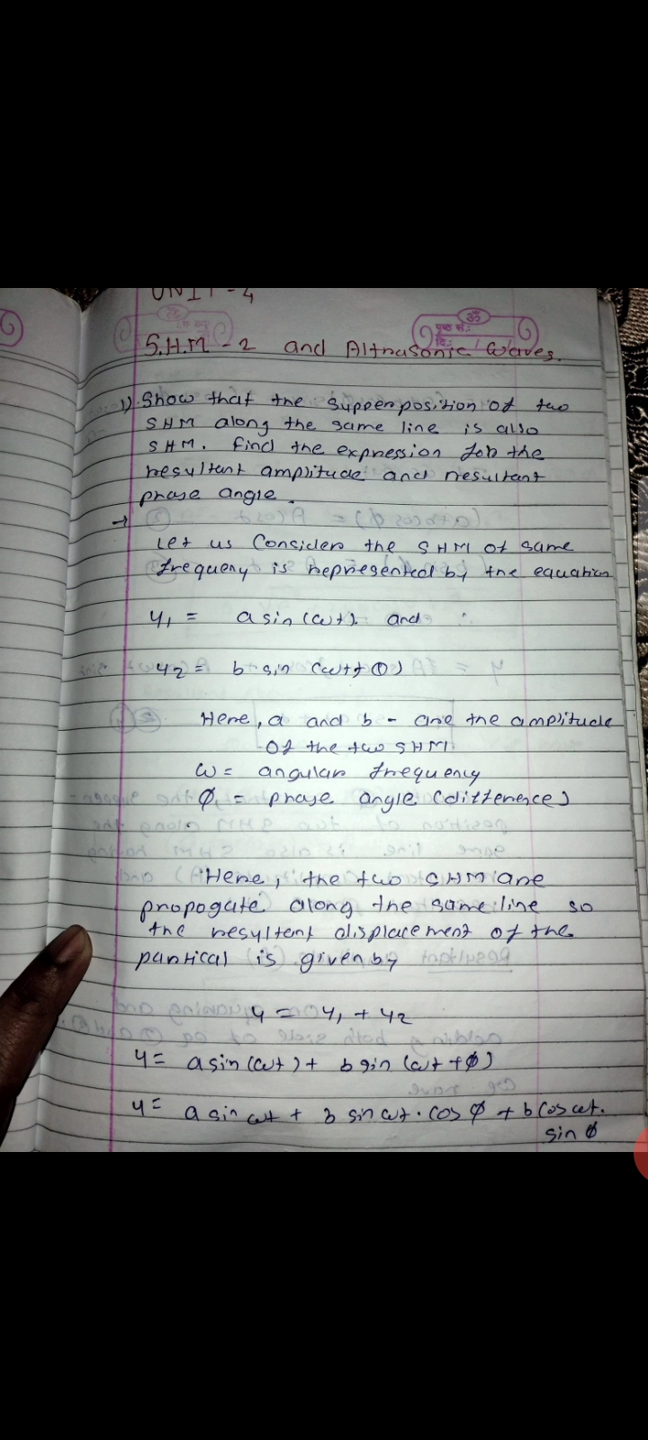 UNIT-4
S.H.M-2 and Altrasonic Waves.
1) Show that the Supperposition of two
SHM along the same line is also
SHM. Find the expression for the
resultant amplitude and resultant
phase angle.
→
Let us Consider the SHM of same
frequeny is represented by the equation
y₁ = a sin (ωt). and
y₂ = b sin (ωt+φ)
Here, a and b - are the amplitude
of the two SHM
ω = angular frequency
φ = phase angle (difference)
Here, the two SHM are
propogate along the same line so
the resultent displacement of the
partical is given by
y = y₁ + y₂
y = a sin (ωt) + b sin (ωt+φ)
y = a sin ωt + b sin ωt . cos φ + b cos ωt.
sin φ